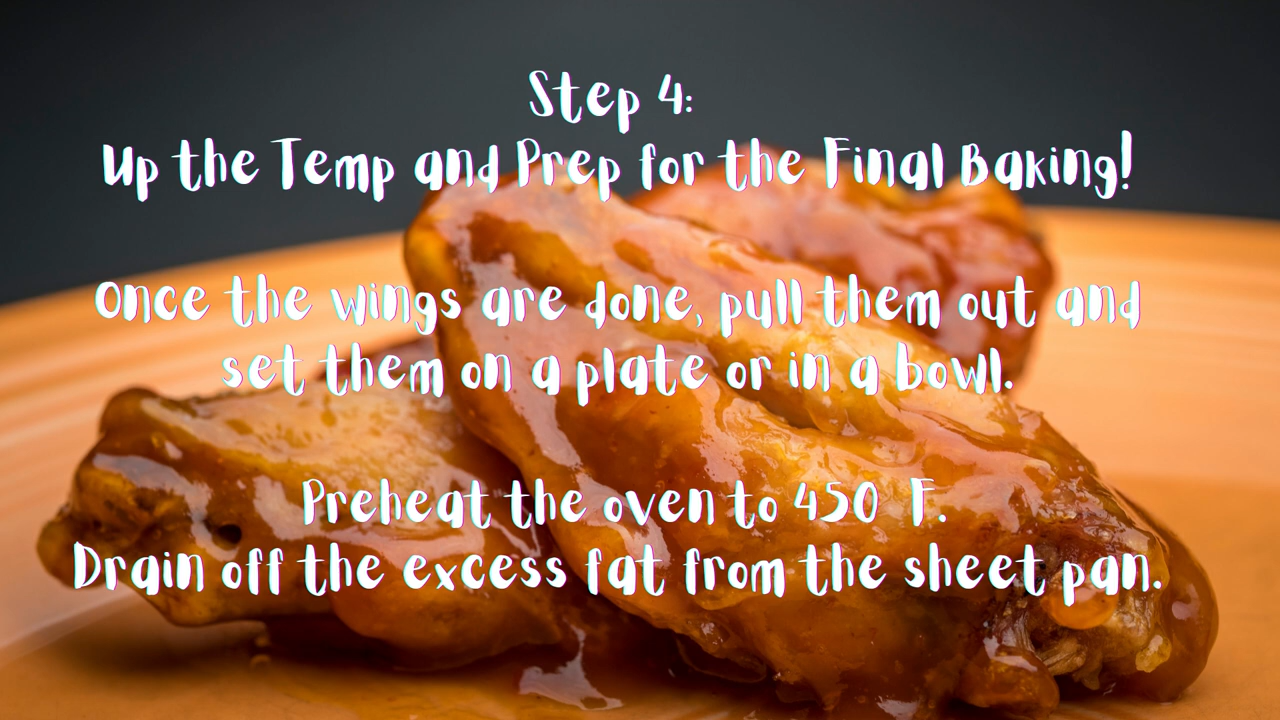 Step 4:
Up the Temp and Prep for the Final Baking!
Once the wings are done, pull them out and
set them on a plate or in a bowl.
Preheat the oven to 450 F.
Drain off the excess fat from the sheet pan.